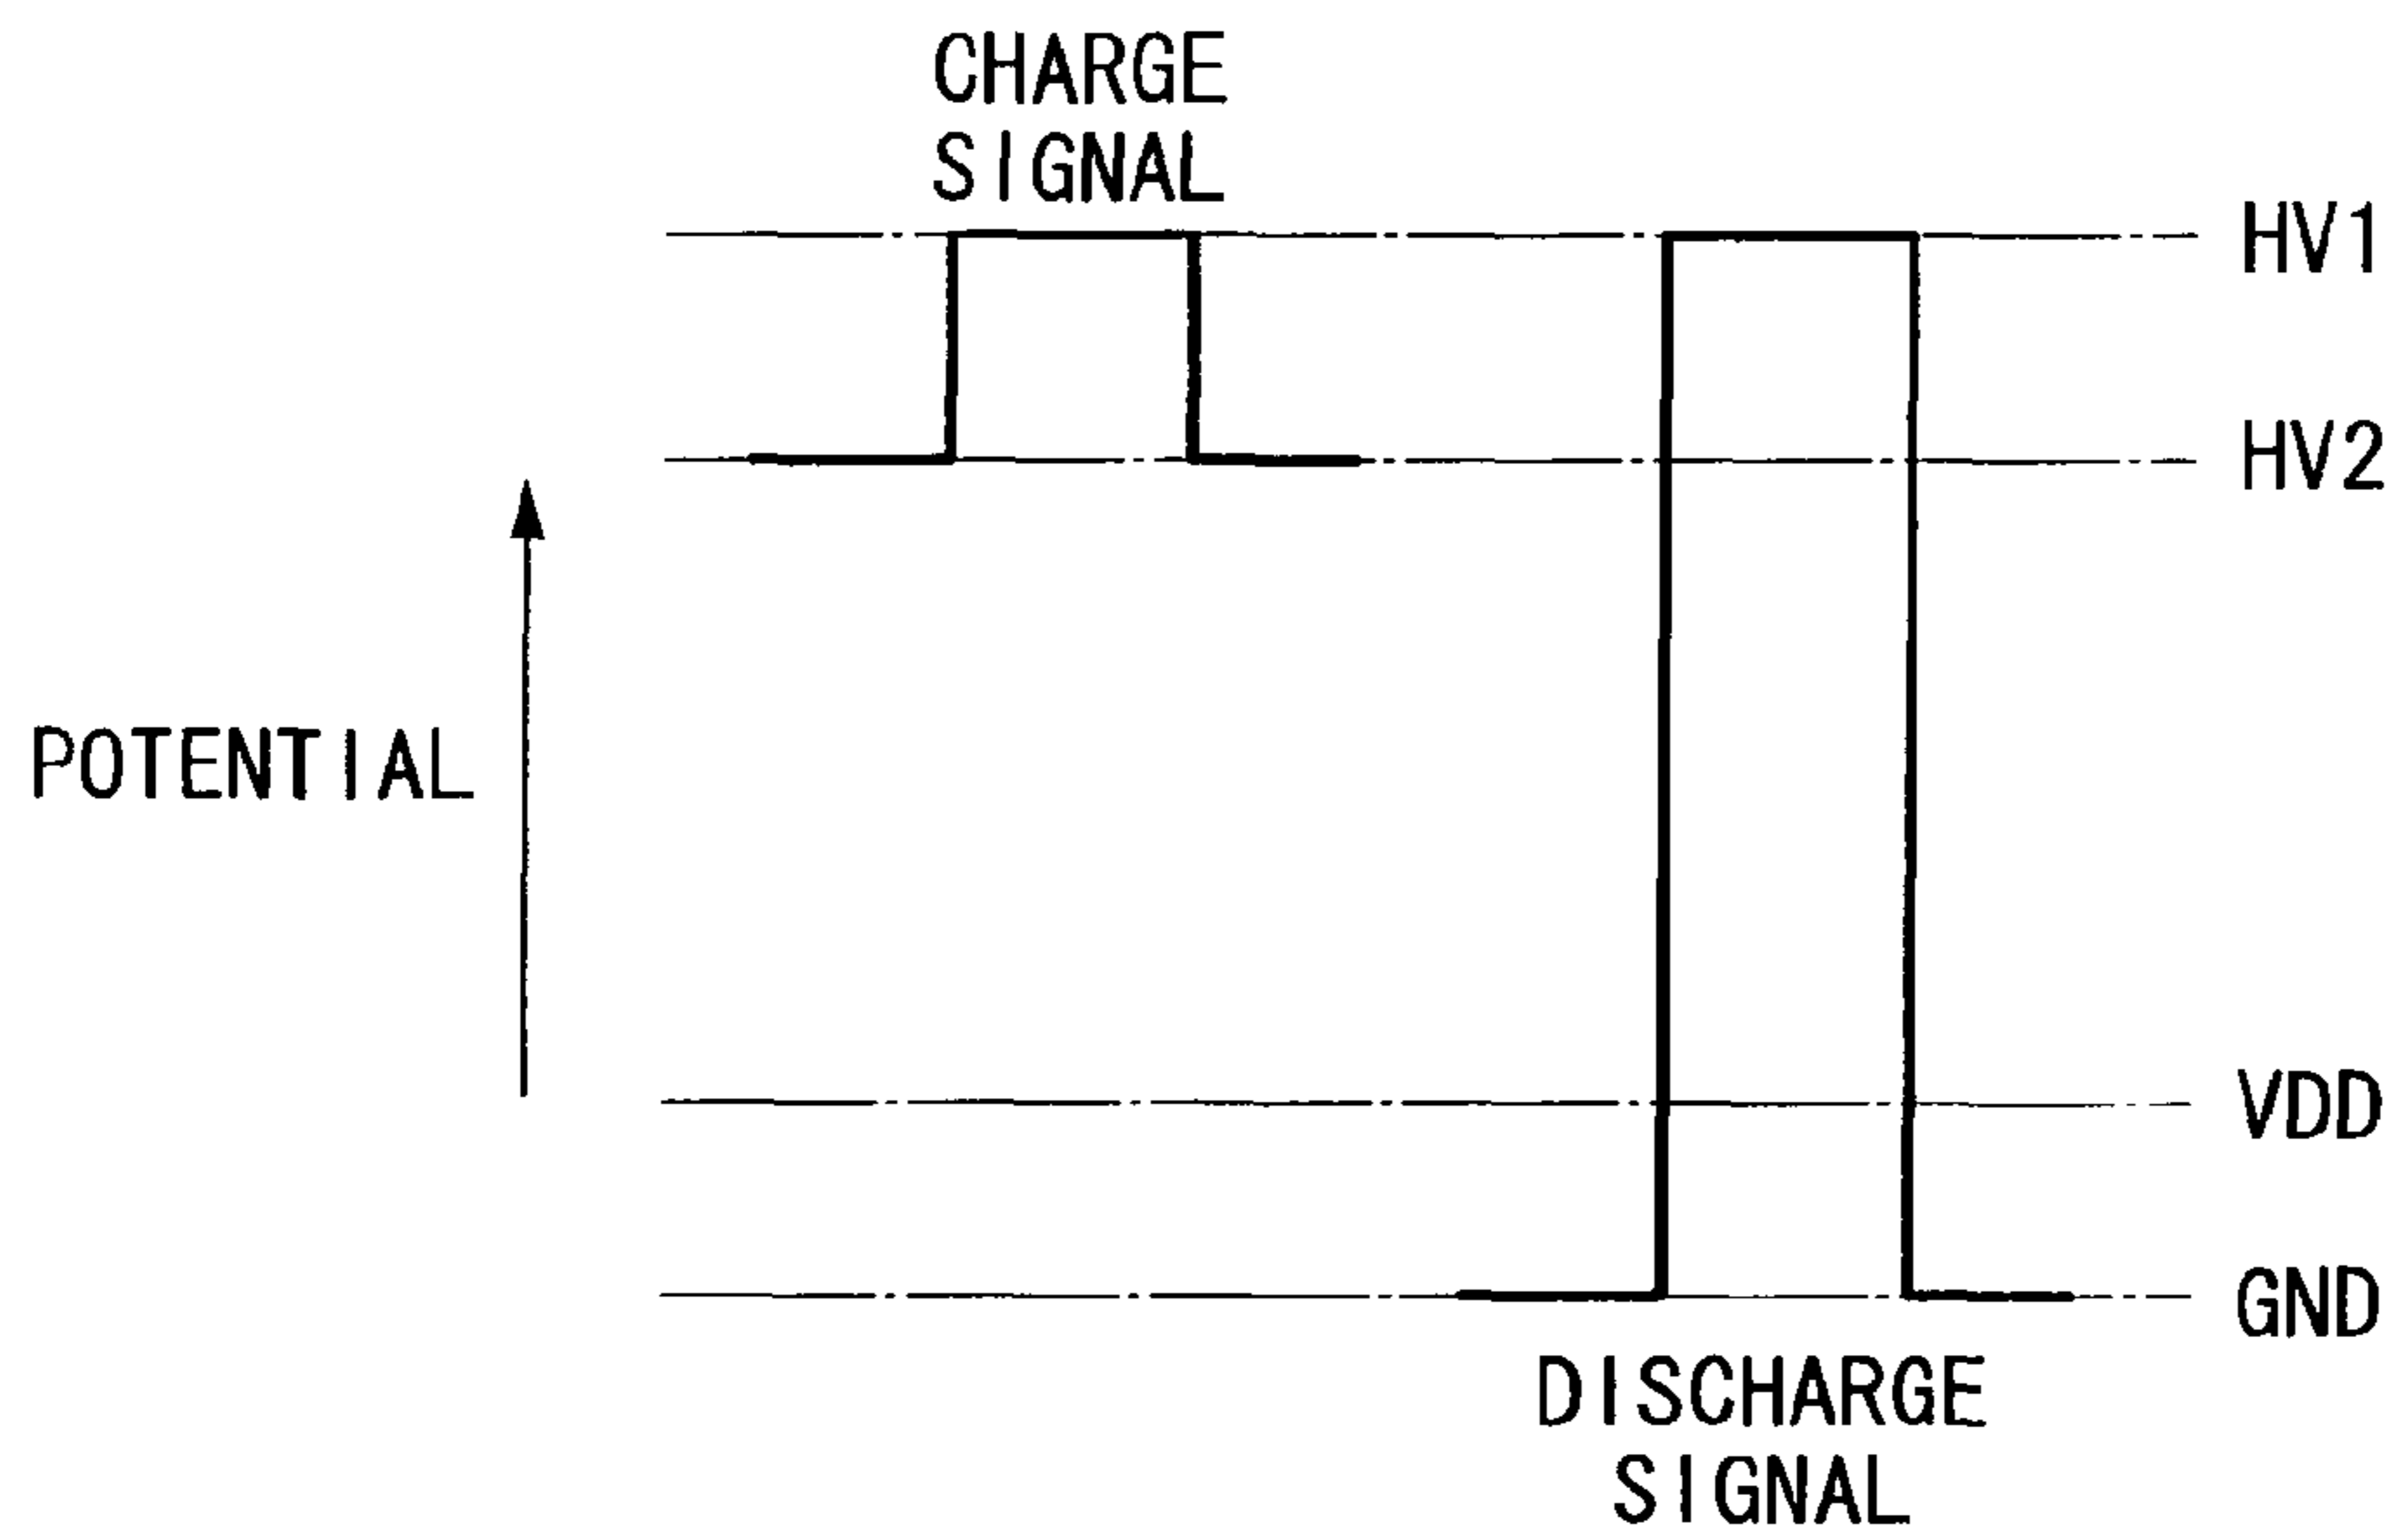 CHARGE
SIGNAL
HV1
HV2
POTENTIAL
VDD
GND
DISCHARGE
SIGNAL